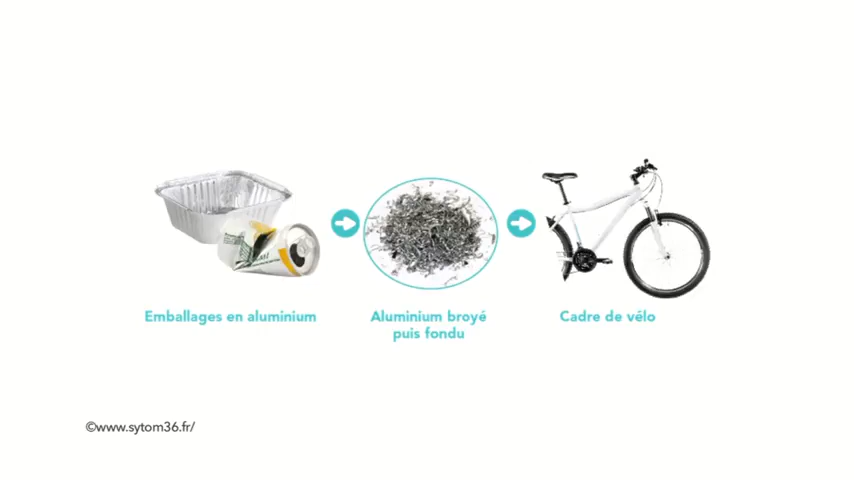 Emballages en aluminium
Aluminium broyé
puis fondu
Cadre de vélo
©www.sytom36.fr/